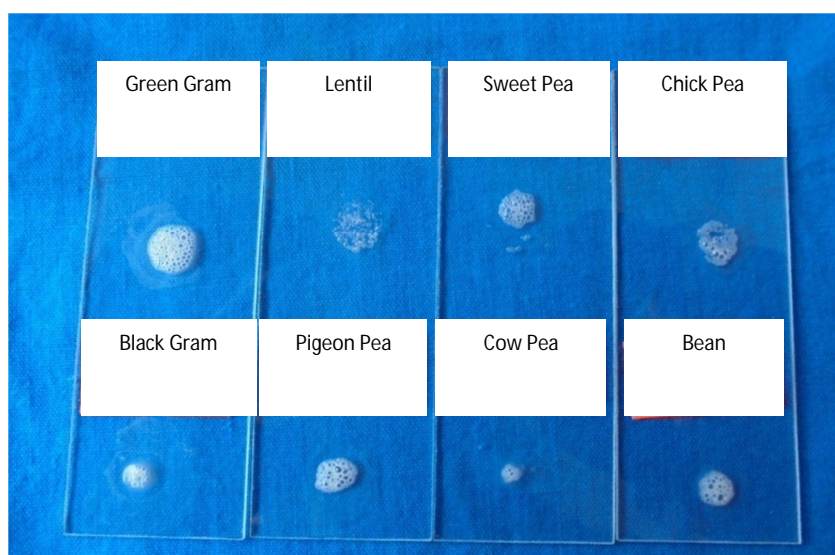 Green Gram
Lentil
Sweet Pea
Chick Pea
Black Gram
Pigeon Pea
Cow Pea
Bean